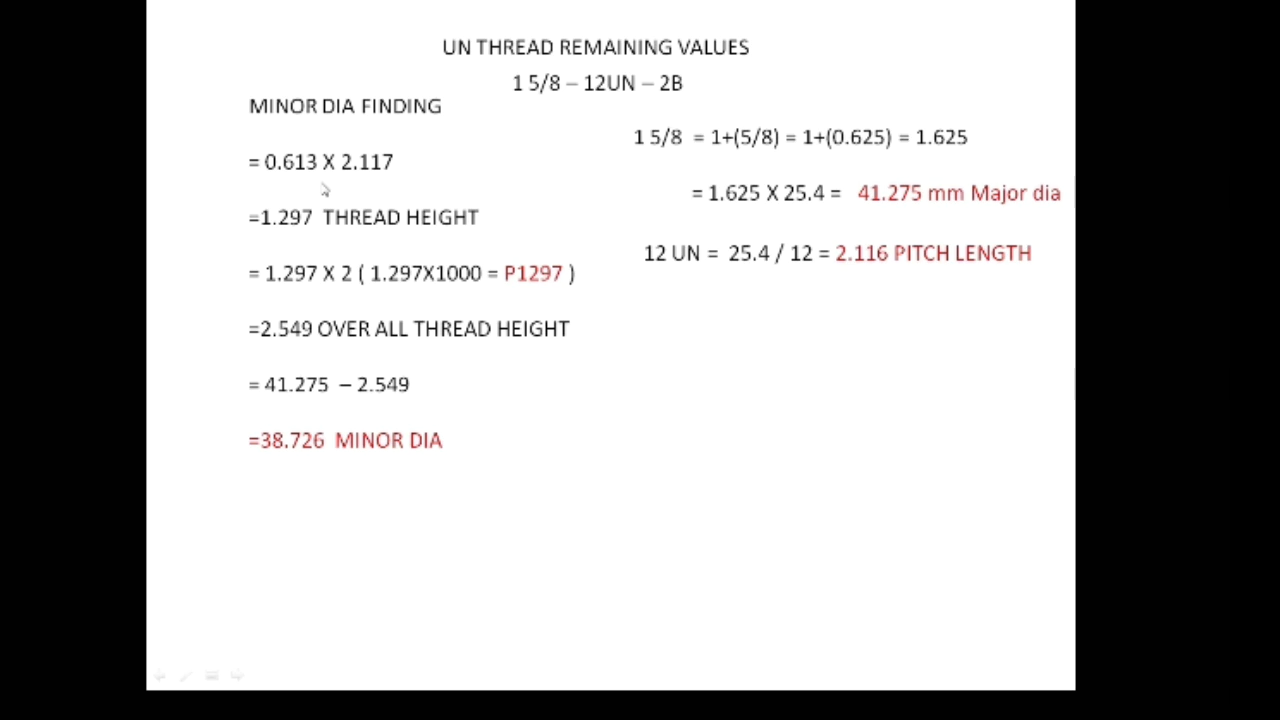 UN THREAD REMAINING VALUES
1 5/8 – 12UN – 2B
MINOR DIA FINDING
= 0.613 X 2.117
=1.297 THREAD HEIGHT
= 1.297 X 2 ( 1.297X1000 = P1297 )
=2.549 OVER ALL THREAD HEIGHT
= 41.275 – 2.549
=38.726 MINOR DIA
1 5/8 = 1+(5/8) = 1+(0.625) = 1.625
= 1.625 X 25.4 = 41.275 mm Major dia
12 UN = 25.4 / 12 = 2.116 PITCH LENGTH